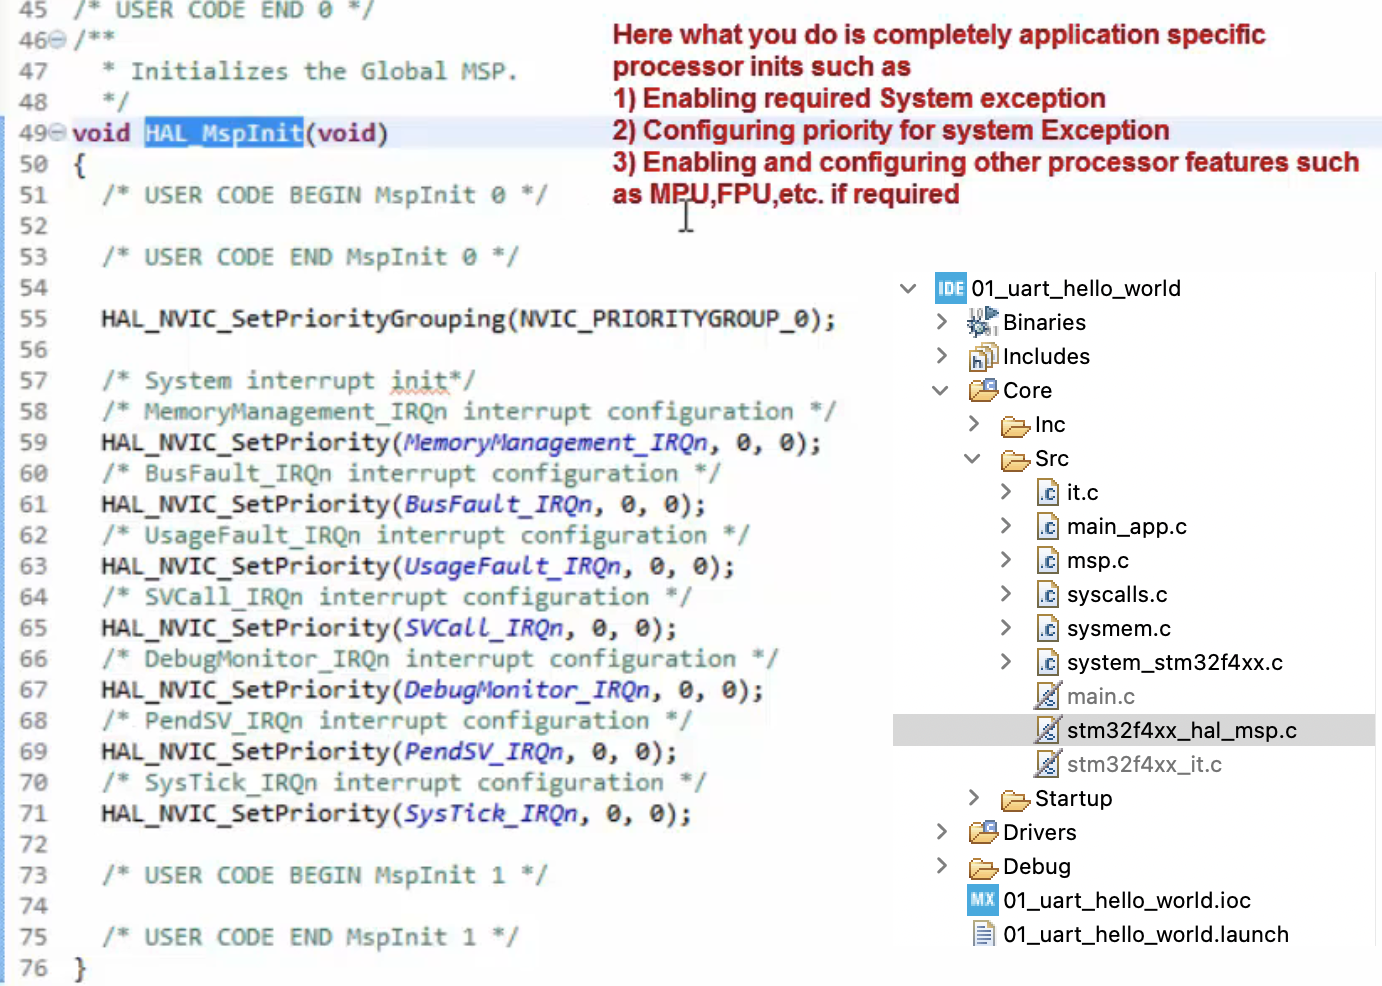 45 /* USER CODE END 0 */
46 /**
47 * Initializes the Global MSP.
48 */
49 void HAL_MspInit(void)
50 {
51 /* USER CODE BEGIN MspInit 0 */
52
53 /* USER CODE END MspInit 0 */
54
55 HAL_NVIC_SetPriorityGrouping(NVIC_PRIORITYGROUP_0);
56
57 /* System interrupt init*/
58 /* MemoryManagement_IRQn interrupt configuration */
59 HAL_NVIC_SetPriority(MemoryManagement_IRQn, 0, 0);
60 /* BusFault_IRQn interrupt configuration */
61 HAL_NVIC_SetPriority(BusFault_IRQn, 0, 0);
62 /* UsageFault_IRQn interrupt configuration */
63 HAL_NVIC_SetPriority(UsageFault_IRQn, 0, 0);
64 /* SVCall_IRQn interrupt configuration */
65 HAL_NVIC_SetPriority(SVCall_IRQn, 0, 0);
66 /* DebugMonitor_IRQn interrupt configuration */
67 HAL_NVIC_SetPriority(DebugMonitor_IRQn, 0, 0);
68 /* PendSV_IRQn interrupt configuration */
69 HAL_NVIC_SetPriority(PendSV_IRQn, 0, 0);
70 /* SysTick_IRQn interrupt configuration */
71 HAL_NVIC_SetPriority(SysTick_IRQn, 0, 0);
72
73 /* USER CODE BEGIN MspInit 1 */
74
75 /* USER CODE END MspInit 1 */
76 }
Here what you do is completely application specific
processor inits such as
1) Enabling required System exception
2) Configuring priority for system Exception
3) Enabling and configuring other processor features such
as MPU,FPU,etc. if required
IDE 01_uart_hello_world
Binaries
Includes
Core
Inc
Src
it.c
main_app.c
msp.c
syscalls.c
sysmem.c
system_stm32f4xx.c
main.c
stm32f4xx_hal_msp.c
stm32f4xx_it.c
Startup
Drivers
Debug
MX 01_uart_hello_world.ioc
01_uart_hello_world.launch